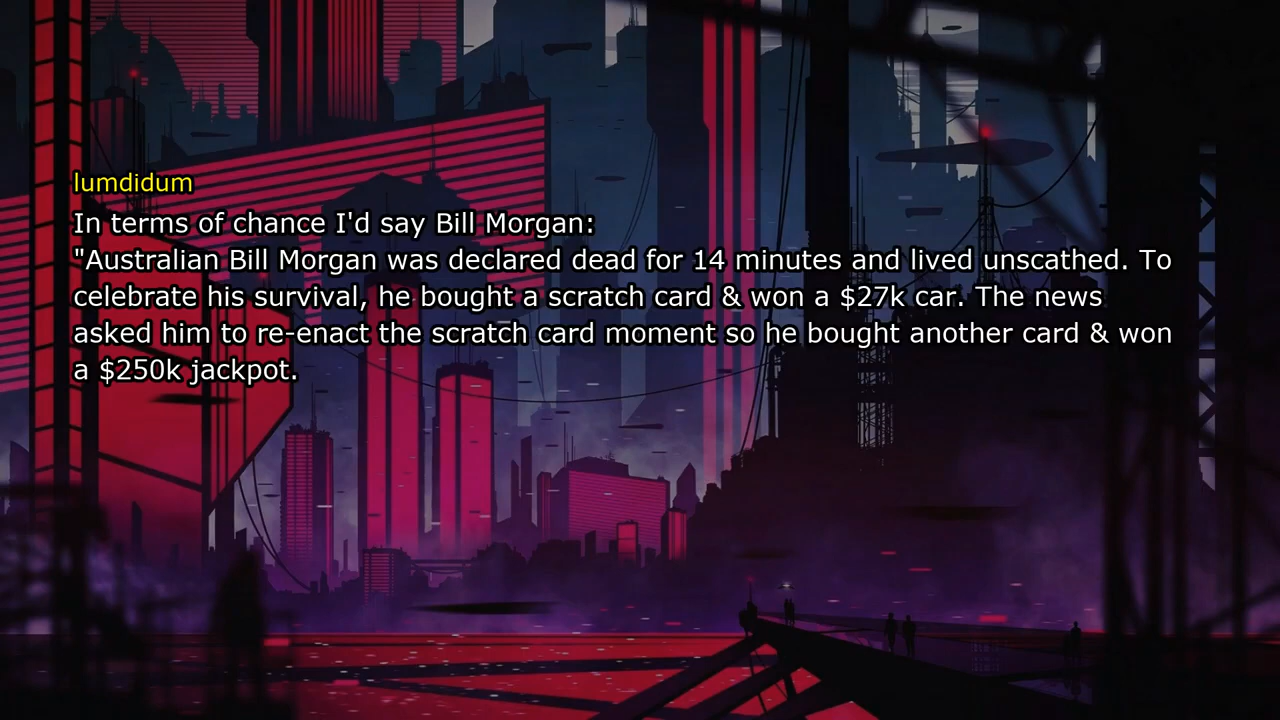 lumdidum
In terms of chance I'd say Bill Morgan:
"Australian Bill Morgan was declared dead for 14 minutes and lived unscathed. To
celebrate his survival, he bought a scratch card & won a $27k car. The news
asked him to re-enact the scratch card moment so he bought another card & won
a $250k jackpot.